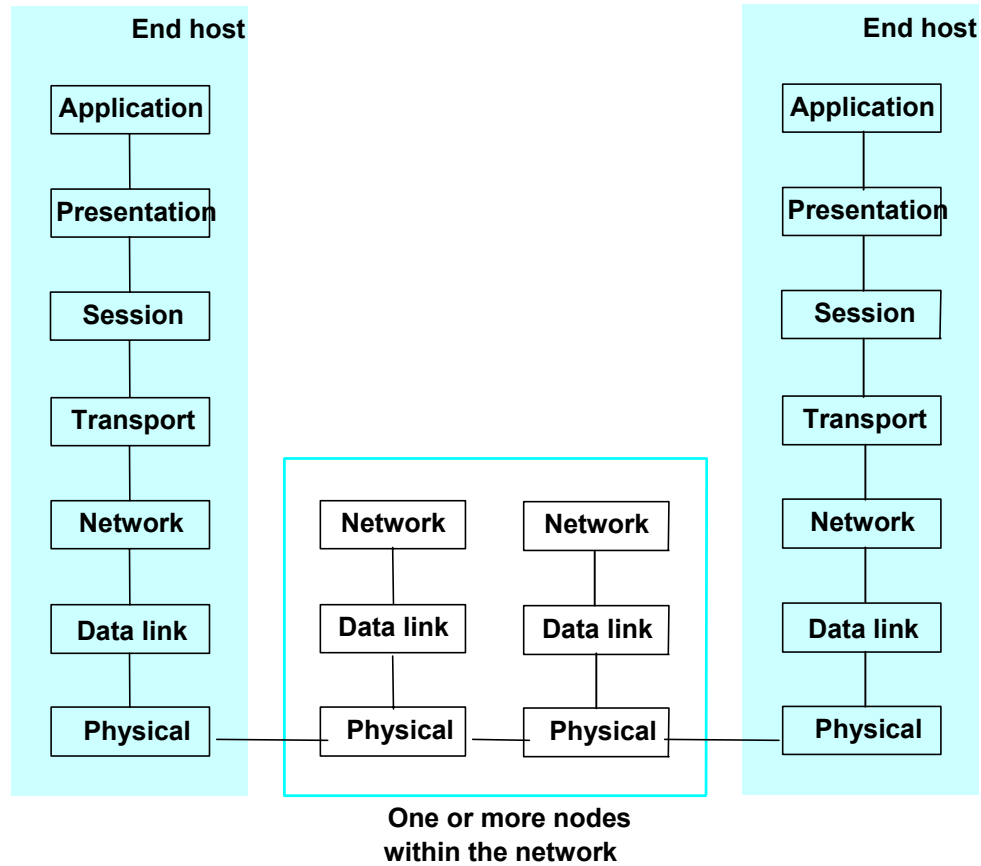 End host
Application
Presentation
Session
Transport
Network
Data link
Physical
Network
Data link
Physical
Network
Data link
Physical
One or more nodes
within the network
End host
Application
Presentation
Session
Transport
Network
Data link
Physical